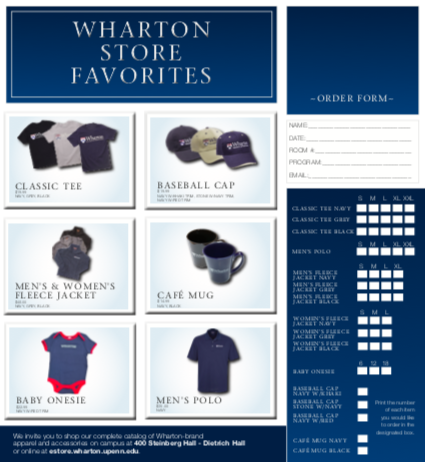 WHARTON
STORE
FAVORITES
CLASSIC TEE
BASEBALL CAP
MEN'S & WOMEN'S
FLEECE JACKET
CAFÉ MUG
BABY ONESIE
MEN'S POLO
We invite you to shop our complete catalog of Wharton-brand
apparel and accessories on campus at 400 Steinberg Hall - Dietrich Hall
or online at estore.wharton.upenn.edu.
–ORDER FORM–
NAME:
DATE:
ROOM #:
PROGRAM:
EMAIL:
S M L XL XXL
CLASSIC TEE NAVY
CLASSIC TEE GREY
CLASSIC TEE BLACK
S M L XL XXL
MEN'S POLO
S M L XL
MEN'S FLEECE
JACKET NAVY
MEN'S FLEECE
JACKET GREY
MEN'S FLEECE
JACKET BLACK
S M L
WOMEN'S FLEECE
JACKET NAVY
WOMEN'S FLEECE
JACKET GREY
WOMEN'S FLEECE
JACKET BLACK
6 12 18
BABY ONESIE
BASEBALL CAP
NAVY W/KHAKI
BASEBALL CAP
STONE W/NAVY
BASEBALL CAP
NAVY W/RED
CAFÉ MUG NAVY
CAFÉ MUG BLACK
Print the number
of each item
you would like
to order in the
designated box.